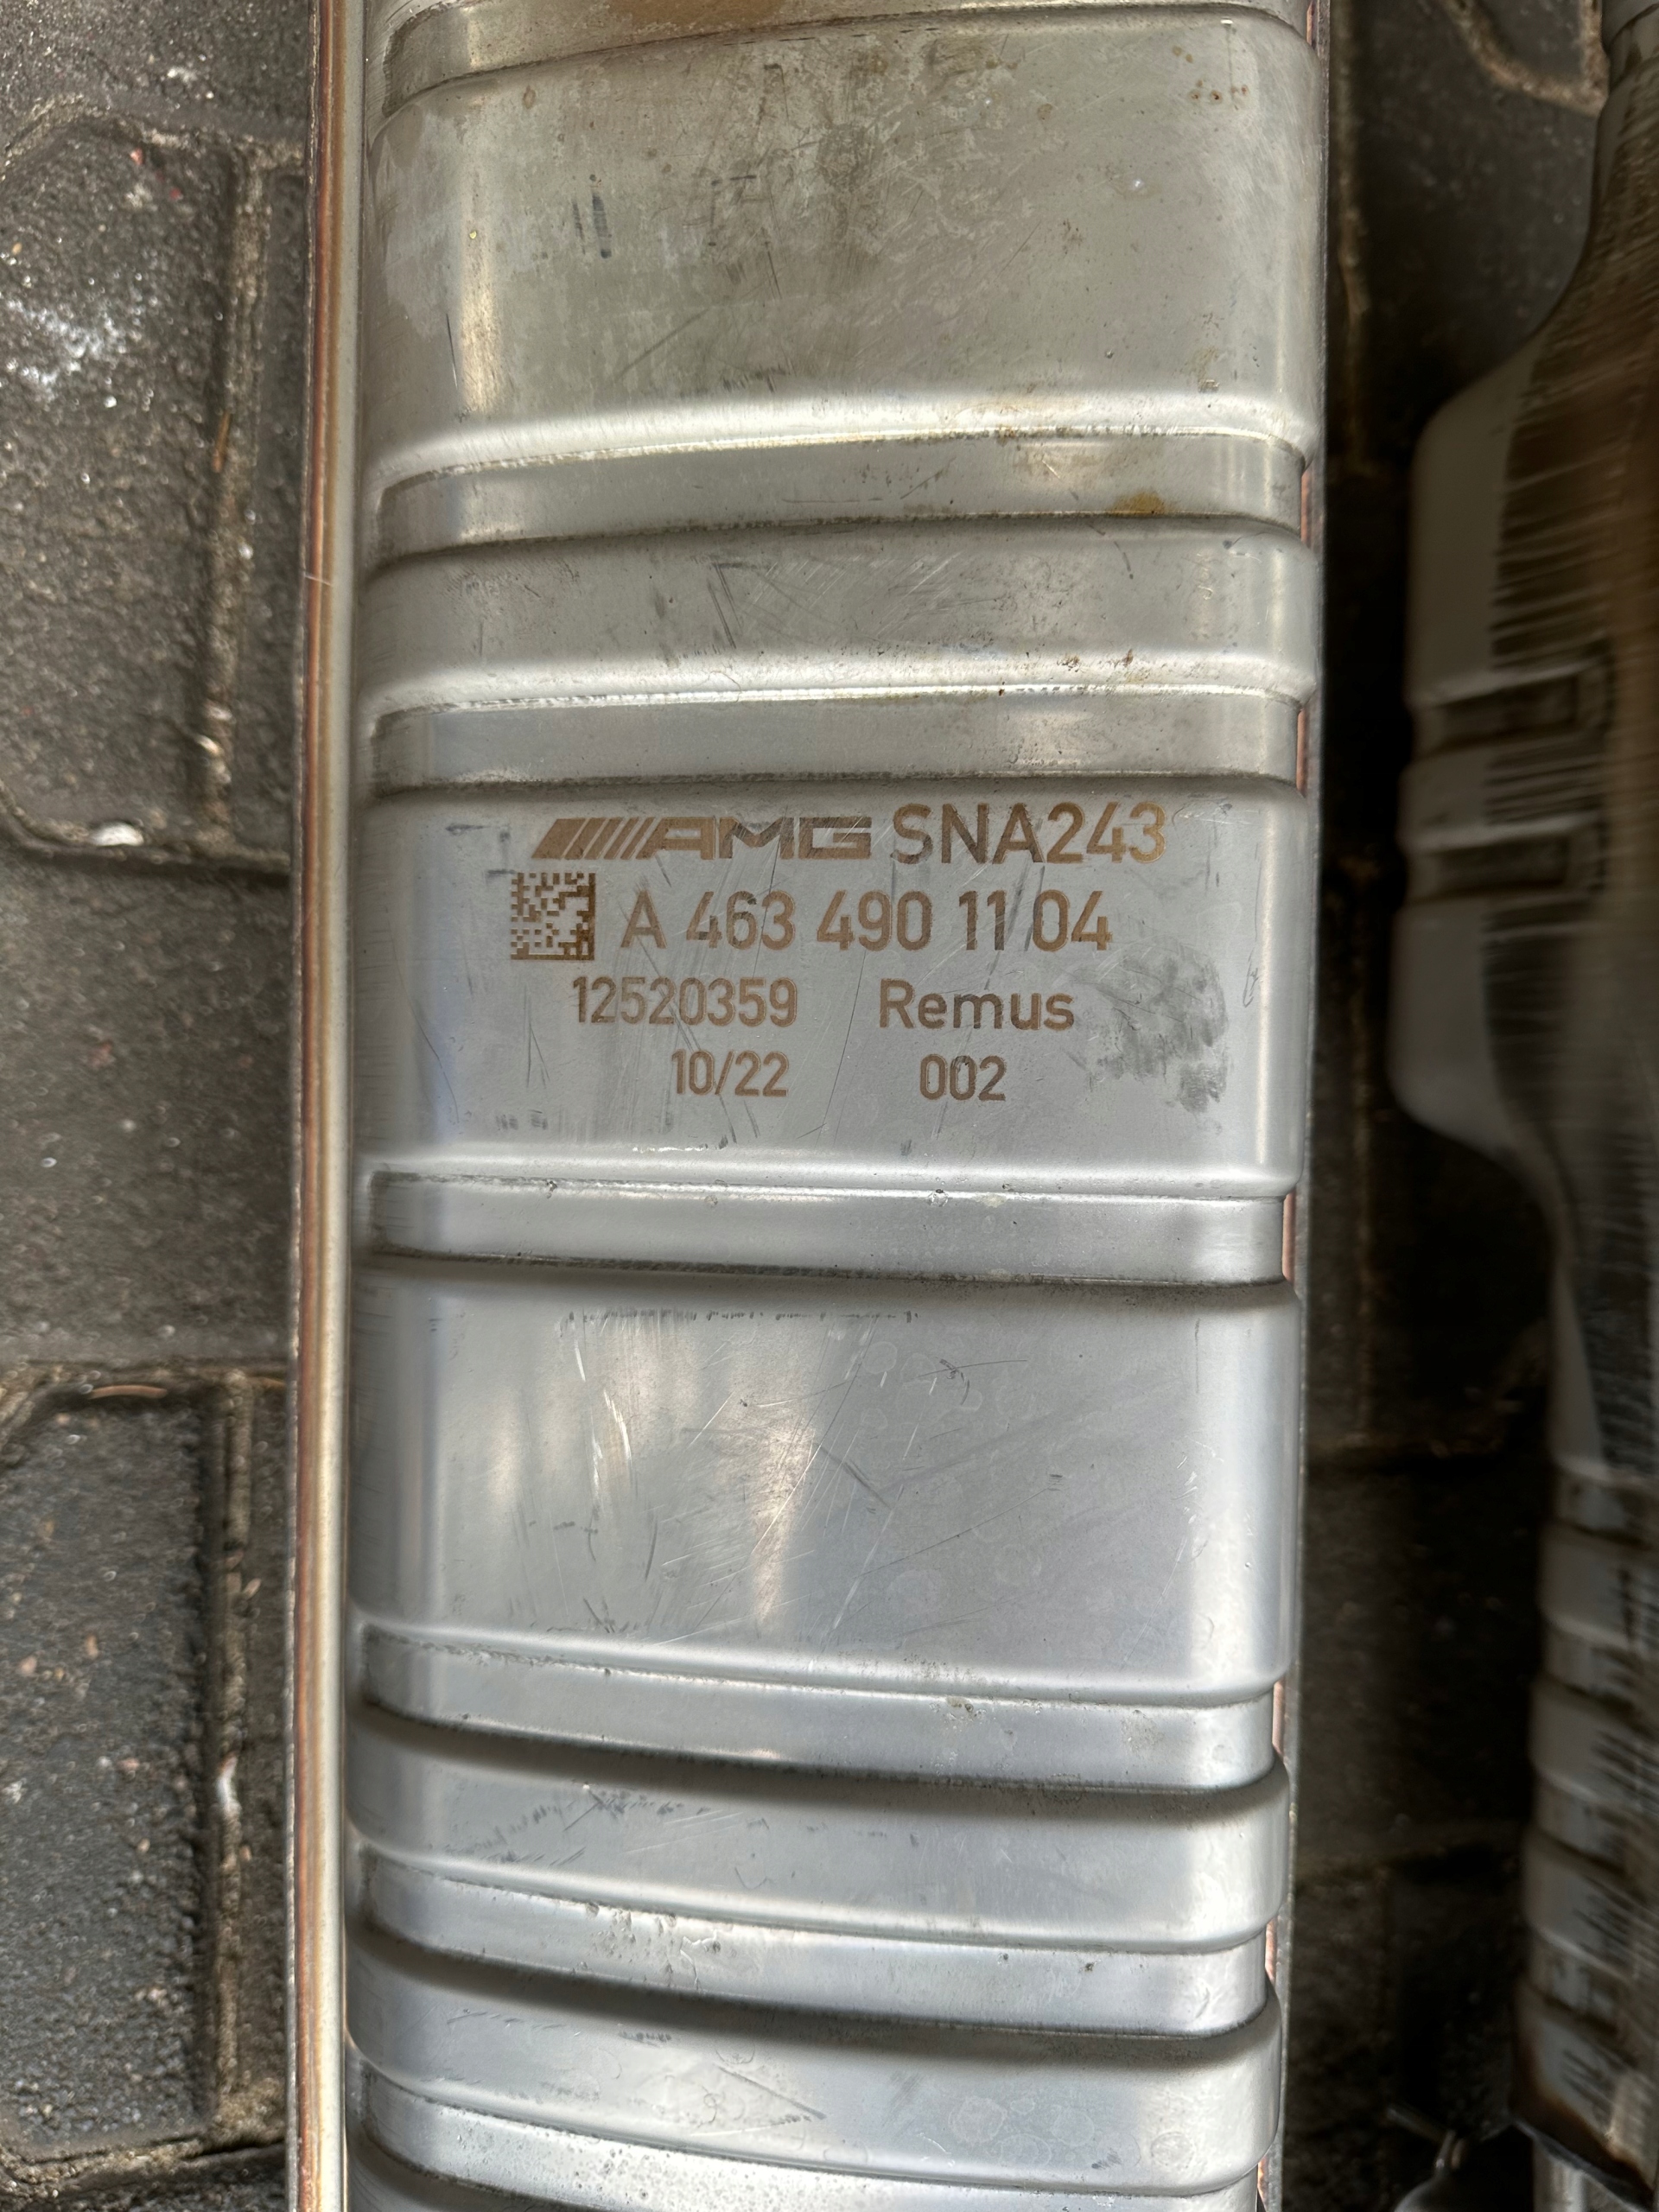 AMG SNA243
A 463 490 11 04
12520359 Remus
10/22 002